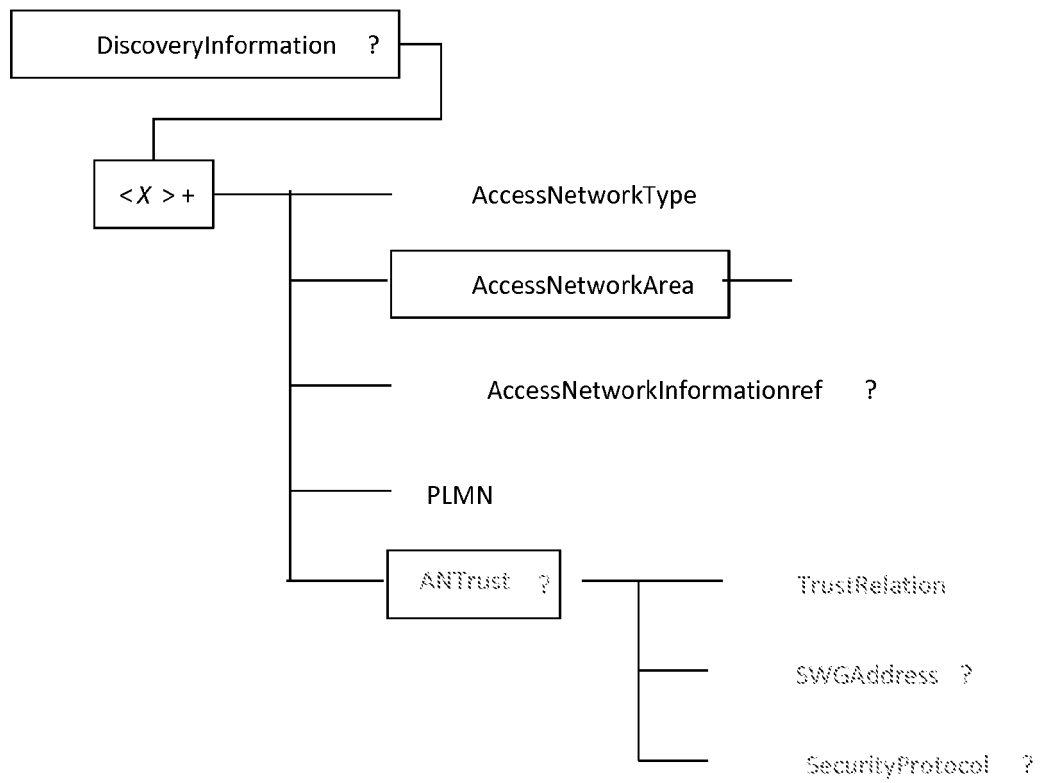 DiscoveryInformation ?
<X>+
AccessNetworkType
AccessNetworkArea
AccessNetworkInformationref ?
PLMN
ANTrust ?
TrustRelation
SWGAddress ?
SecurityProtocol ?